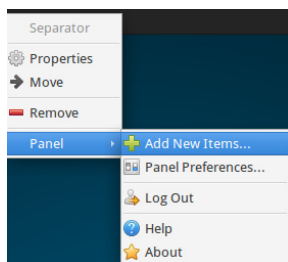 Separator
Properties
Move
Remove
Panel
Add New Items...
Panel Preferences...
Log Out
Help
About